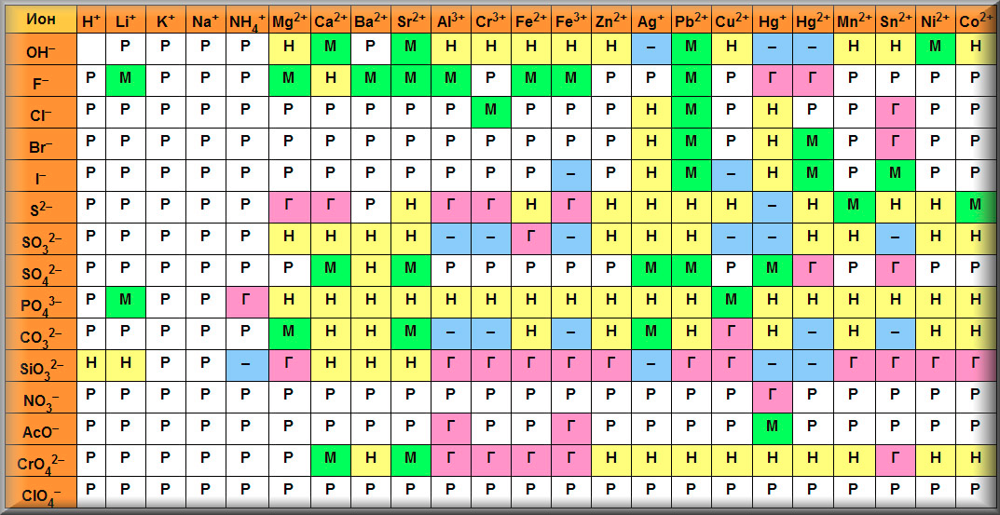 Ион H⁺ Li⁺ K⁺ Na⁺ NH₄⁺ Mg²⁺ Ca²⁺ Ba²⁺ Sr²⁺ Al³⁺ Cr³⁺ Fe²⁺ Fe³⁺ Zn²⁺ Ag⁺ Pb²⁺ Cu²⁺ Hg⁺ Hg²⁺ Mn²⁺ Sn²⁺ Ni²⁺ Co²⁺
OH⁻ Р Р Р Р Н М Р М Н Н Н Н Н – М Н – – Н Н М Н
F⁻ Р М Р Р Р М Н М М М Р М М Р Р М Р Г Г Р Р Р Р
Cl⁻ Р Р Р Р Р Р Р Р Р Р М Р Р Р Н М Р Н Р Р Г Р Р
Br⁻ Р Р Р Р Р Р Р Р Р Р Р Р Р Р Н М Р Н М Р Г Р Р
I⁻ Р Р Р Р Р Р Р Р Р Р Р Р – Р Н М – Н М Р М Р Р
S²⁻ Р Р Р Р Р Г Г Р Н Г Г Н Г Н Н Н Н – Н М Н Н М
SO₃²⁻ Р Р Р Р Р Н Н Н Н – – Г – Н Н Н – – Н Н – Н Н
SO₄²⁻ Р Р Р Р Р Р М Н М Р Р Р Р Р М М Р М Г Р Г Р Р
PO₄³⁻ Р М Р Р Г Н Н Н Н Н Н Н Н Н Н Н М Н Н Н Н Н Н
CO₃²⁻ Р Р Р Р Р М Н Н М – – Н – Н М Н Г Н – Н – Н Н
SiO₃²⁻ Н Н Р Р – Г Н Н Н Г Г Г Г Г – Г Г – – Г Г Г Г
NO₃⁻ Р Р Р Р Р Р Р Р Р Р Р Р Р Р Р Р Р Г Р Р Р Р Р
AcO⁻ Р Р Р Р Р Р Р Р Р Г Р Р Г Р Р Р Р М Р Р Р Р Р
CrO₄²⁻ Р Р Р Р Р Р М Н М Г Г Г Г Н Н Н Н Н Н Н Г Н Н
ClO₄⁻ Р Р Р Р Р Р Р Р Р Р Р Р Р Р Р Р Р Р Р Р Р Р Р